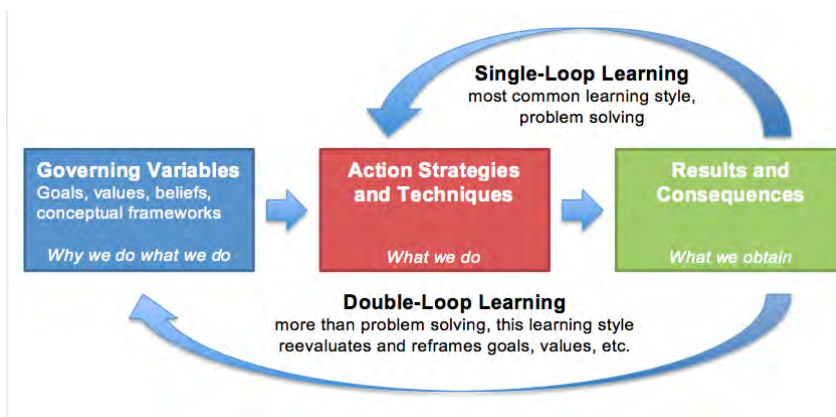 Single-Loop Learning
most common learning style,
problem solving
Governing Variables
Goals, values, beliefs,
conceptual frameworks
Why we do what we do
Action Strategies
and Techniques
What we do
Results and
Consequences
What we obtain
Double-Loop Learning
more than problem solving, this learning style
reevaluates and reframes goals, values, etc.